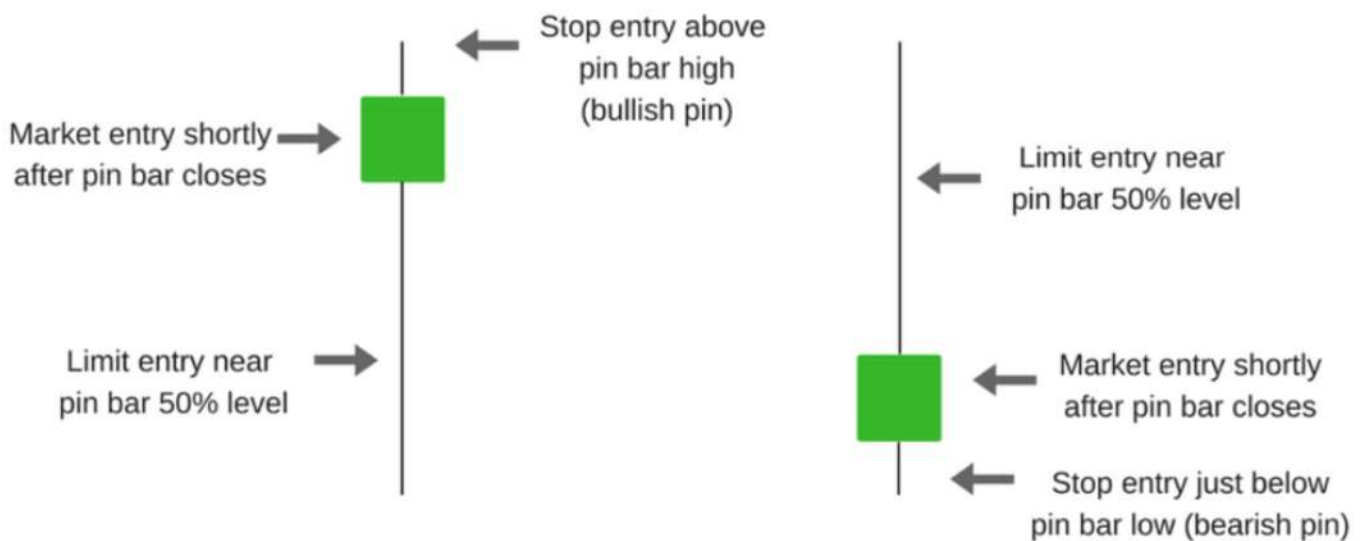 Stop entry above
pin bar high
(bullish pin)
Market entry shortly
after pin bar closes
Limit entry near
pin bar 50% level
Limit entry near
pin bar 50% level
Market entry shortly
after pin bar closes
Stop entry just below
pin bar low (bearish pin)